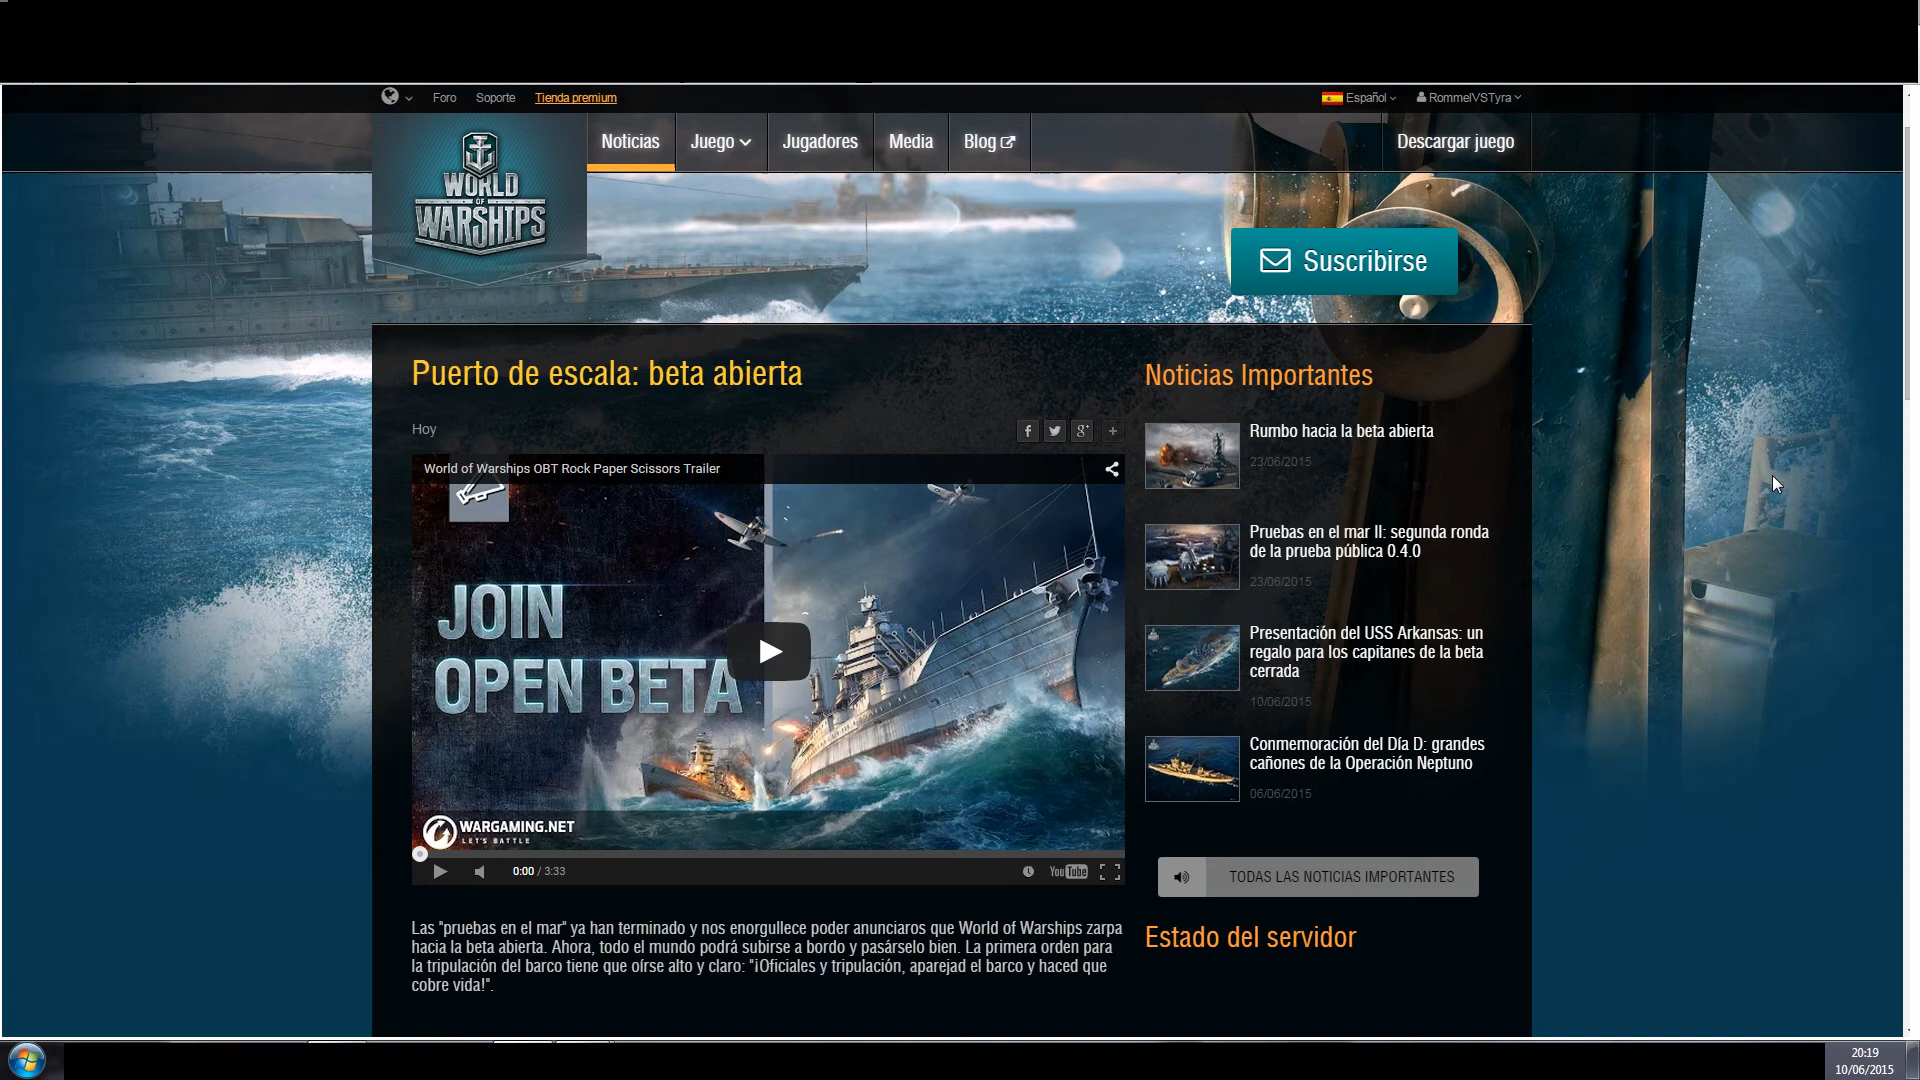 Foro Soporte Tienda premium
Español RommelVSTyra
WORLD
OF
WARSHIPS
Noticias Juego Jugadores Media Blog Descargar juego
Suscribirse
Puerto de escala: beta abierta
Hoy
World of Warships OBT Rock Paper Scissors Trailer
JOIN
OPEN BETA
WARGAMING.NET
LET'S BATTLE
0:00 / 3:33
YouTube
Las "pruebas en el mar" ya han terminado y nos enorgullece poder anunciaros que World of Warships zarpa
hacia la beta abierta. Ahora, todo el mundo podrá subirse a bordo y pasárselo bien. La primera orden para
la tripulación del barco tiene que oírse alto y claro: "¡Oficiales y tripulación, aparejad el barco y haced que
cobre vida!".
Noticias Importantes
Rumbo hacia la beta abierta
23/06/2015
Pruebas en el mar II: segunda ronda
de la prueba pública 0.4.0
23/06/2015
Presentación del USS Arkansas: un
regalo para los capitanes de la beta
cerrada
10/06/2015
Conmemoración del Día D: grandes
cañones de la Operación Neptuno
06/06/2015
TODAS LAS NOTICIAS IMPORTANTES
Estado del servidor
20:19
10/06/2015